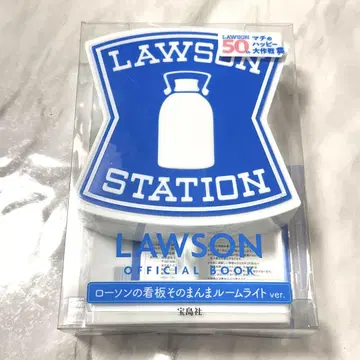 LAWSON
50th
マチの
ハッピー
大作戦
LAWSON
STATION
LAWSON
OFFICIAL BOOK
ローソンの看板そのまんまルームライト ver.
宝島社